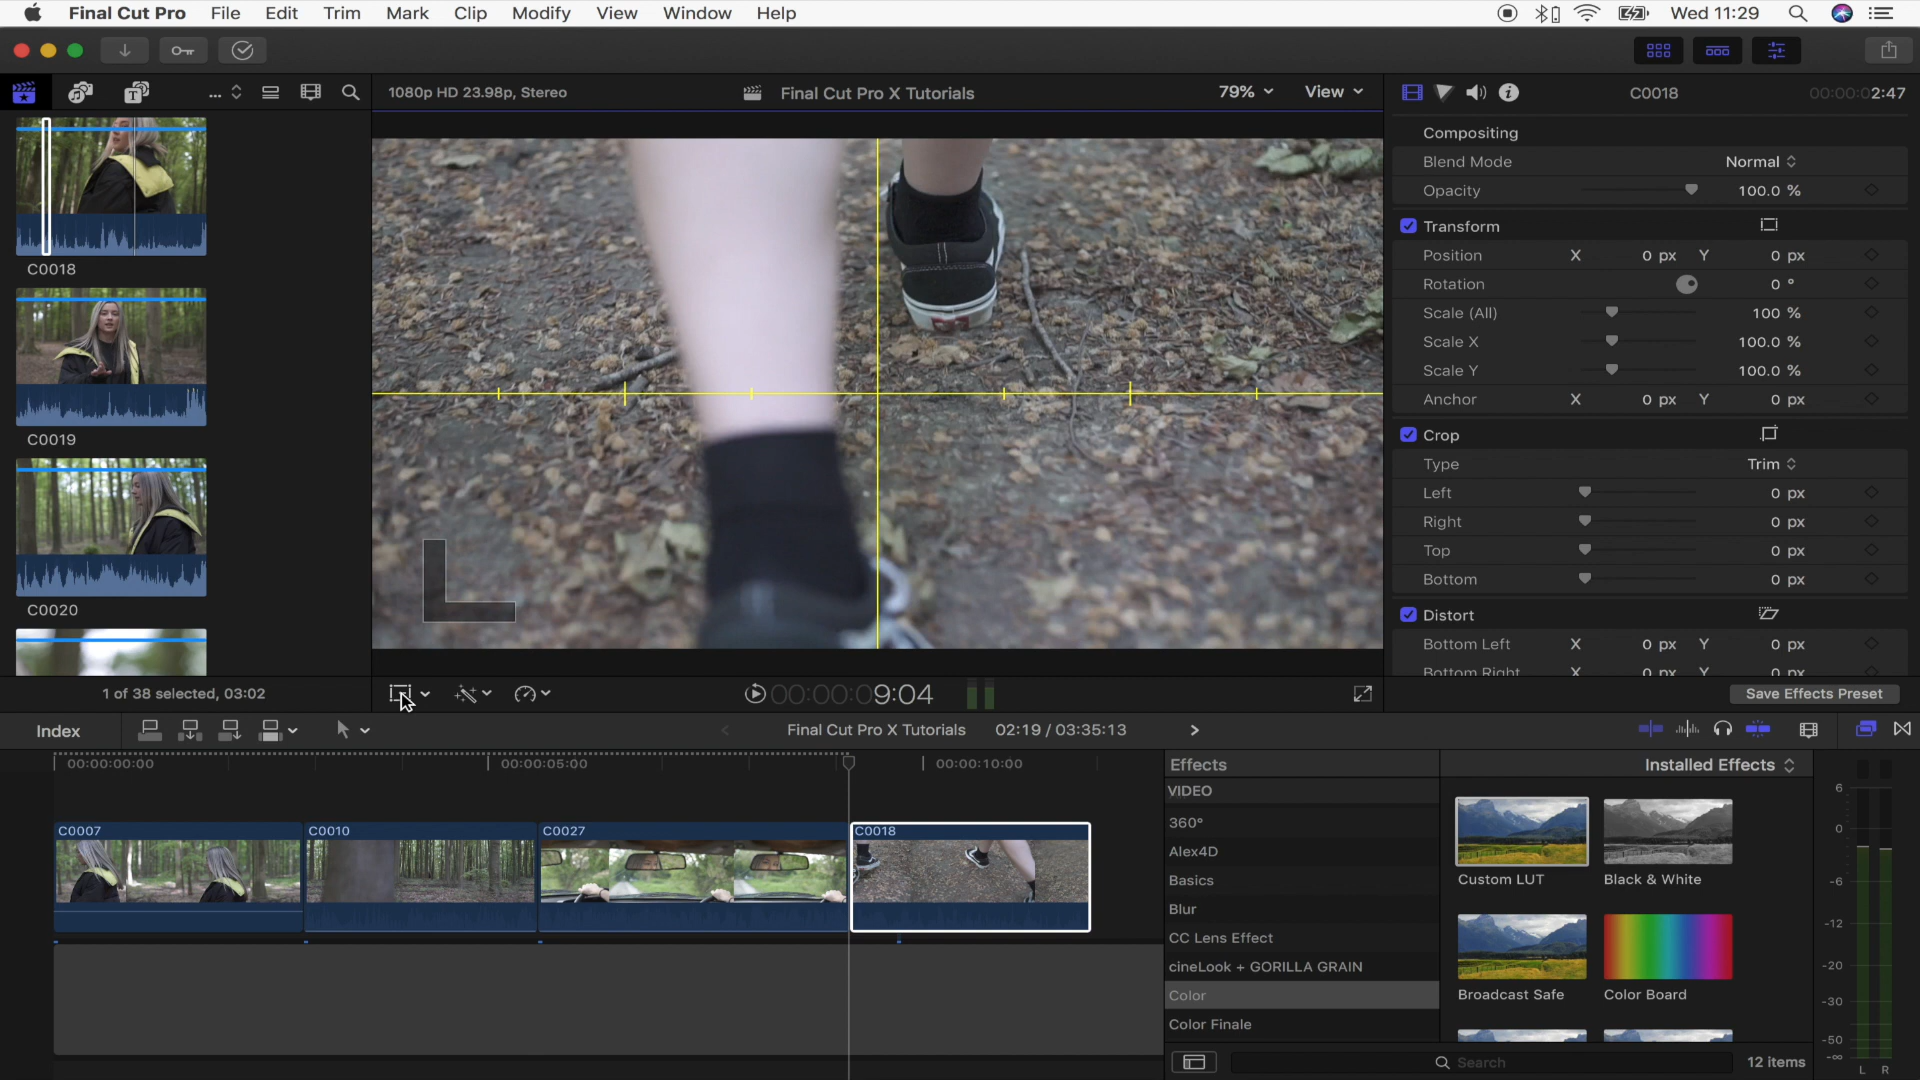 Final Cut Pro File Edit Trim Mark Clip Modify View Window Help Wed 11:29
1080p HD 23.98p, Stereo Final Cut Pro X Tutorials 79% View C0018 00:00:02:47
C0018
C0019
C0020
1 of 38 selected, 03:02
00:00:09:04
Compositing
Blend Mode Normal
Opacity 100.0 %
Transform
Position X 0 px Y 0 px
Rotation 0 °
Scale (All) 100 %
Scale X 100.0 %
Scale Y 100.0 %
Anchor X 0 px Y 0 px
Crop
Type Trim
Left 0 px
Right 0 px
Top 0 px
Bottom 0 px
Distort
Bottom Left X 0 px Y 0 px
Bottom Right X 0 px Y 0 px
Save Effects Preset
Index Final Cut Pro X Tutorials 02:19 / 03:35:13
00:00:00:00 00:00:05:00 00:00:10:00
C0007 C0010 C0027 C0018
Effects Installed Effects
VIDEO
360°
Alex4D
Basics
Blur
CC Lens Effect
cineLook + GORILLA GRAIN
Color
Color Finale
Custom LUT Black & White
Broadcast Safe Color Board
Search 12 items
6
0
-6
-12
-20
-30
-50
-∞
L R